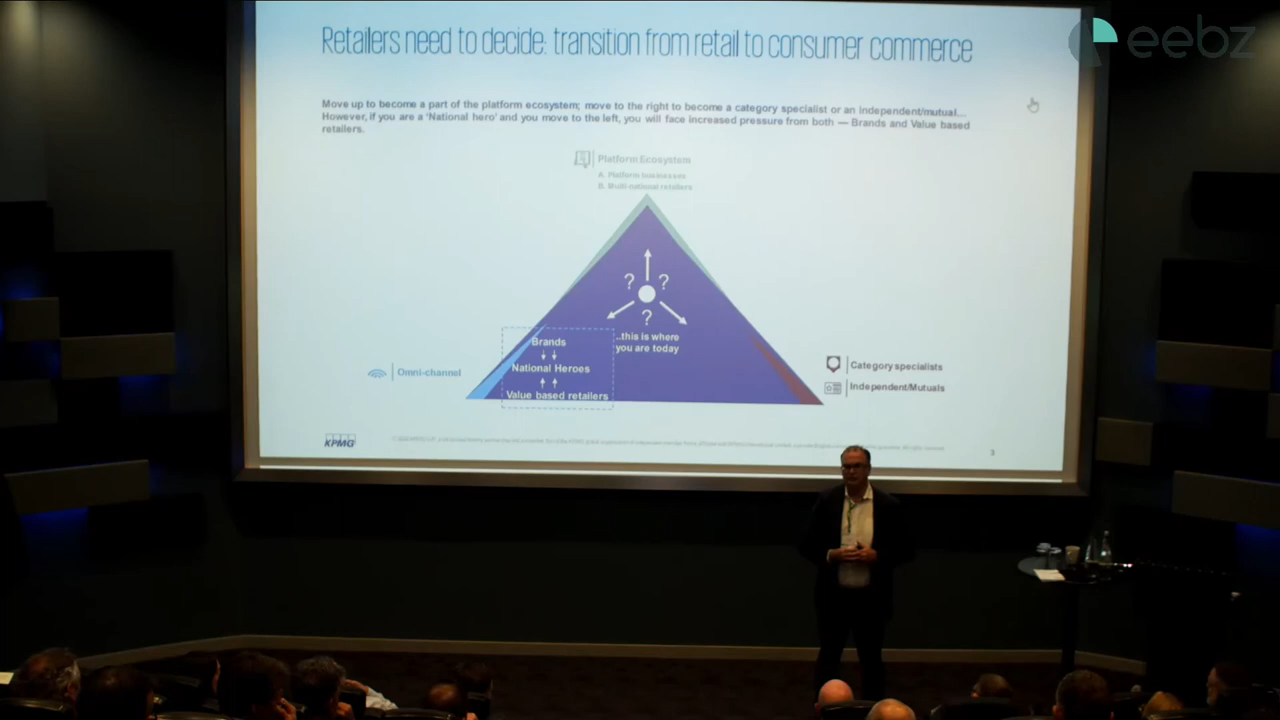 eebz
Retailers need to decide: transition from retail to consumer commerce
Move up to become a part of the platform ecosystem; move to the right to become a category specialist or an independent/mutual...
However, if you are a 'National hero' and you move to the left, you will face increased pressure from both — Brands and Value based
retailers.
Platform Ecosystem
A. Platform businesses
B. Multi-national retailers
?
?
?
..this is where
you are today
Brands
National Heroes
Value based retailers
Omni-channel
Category specialists
Independent/Mutuals
KPMG
3